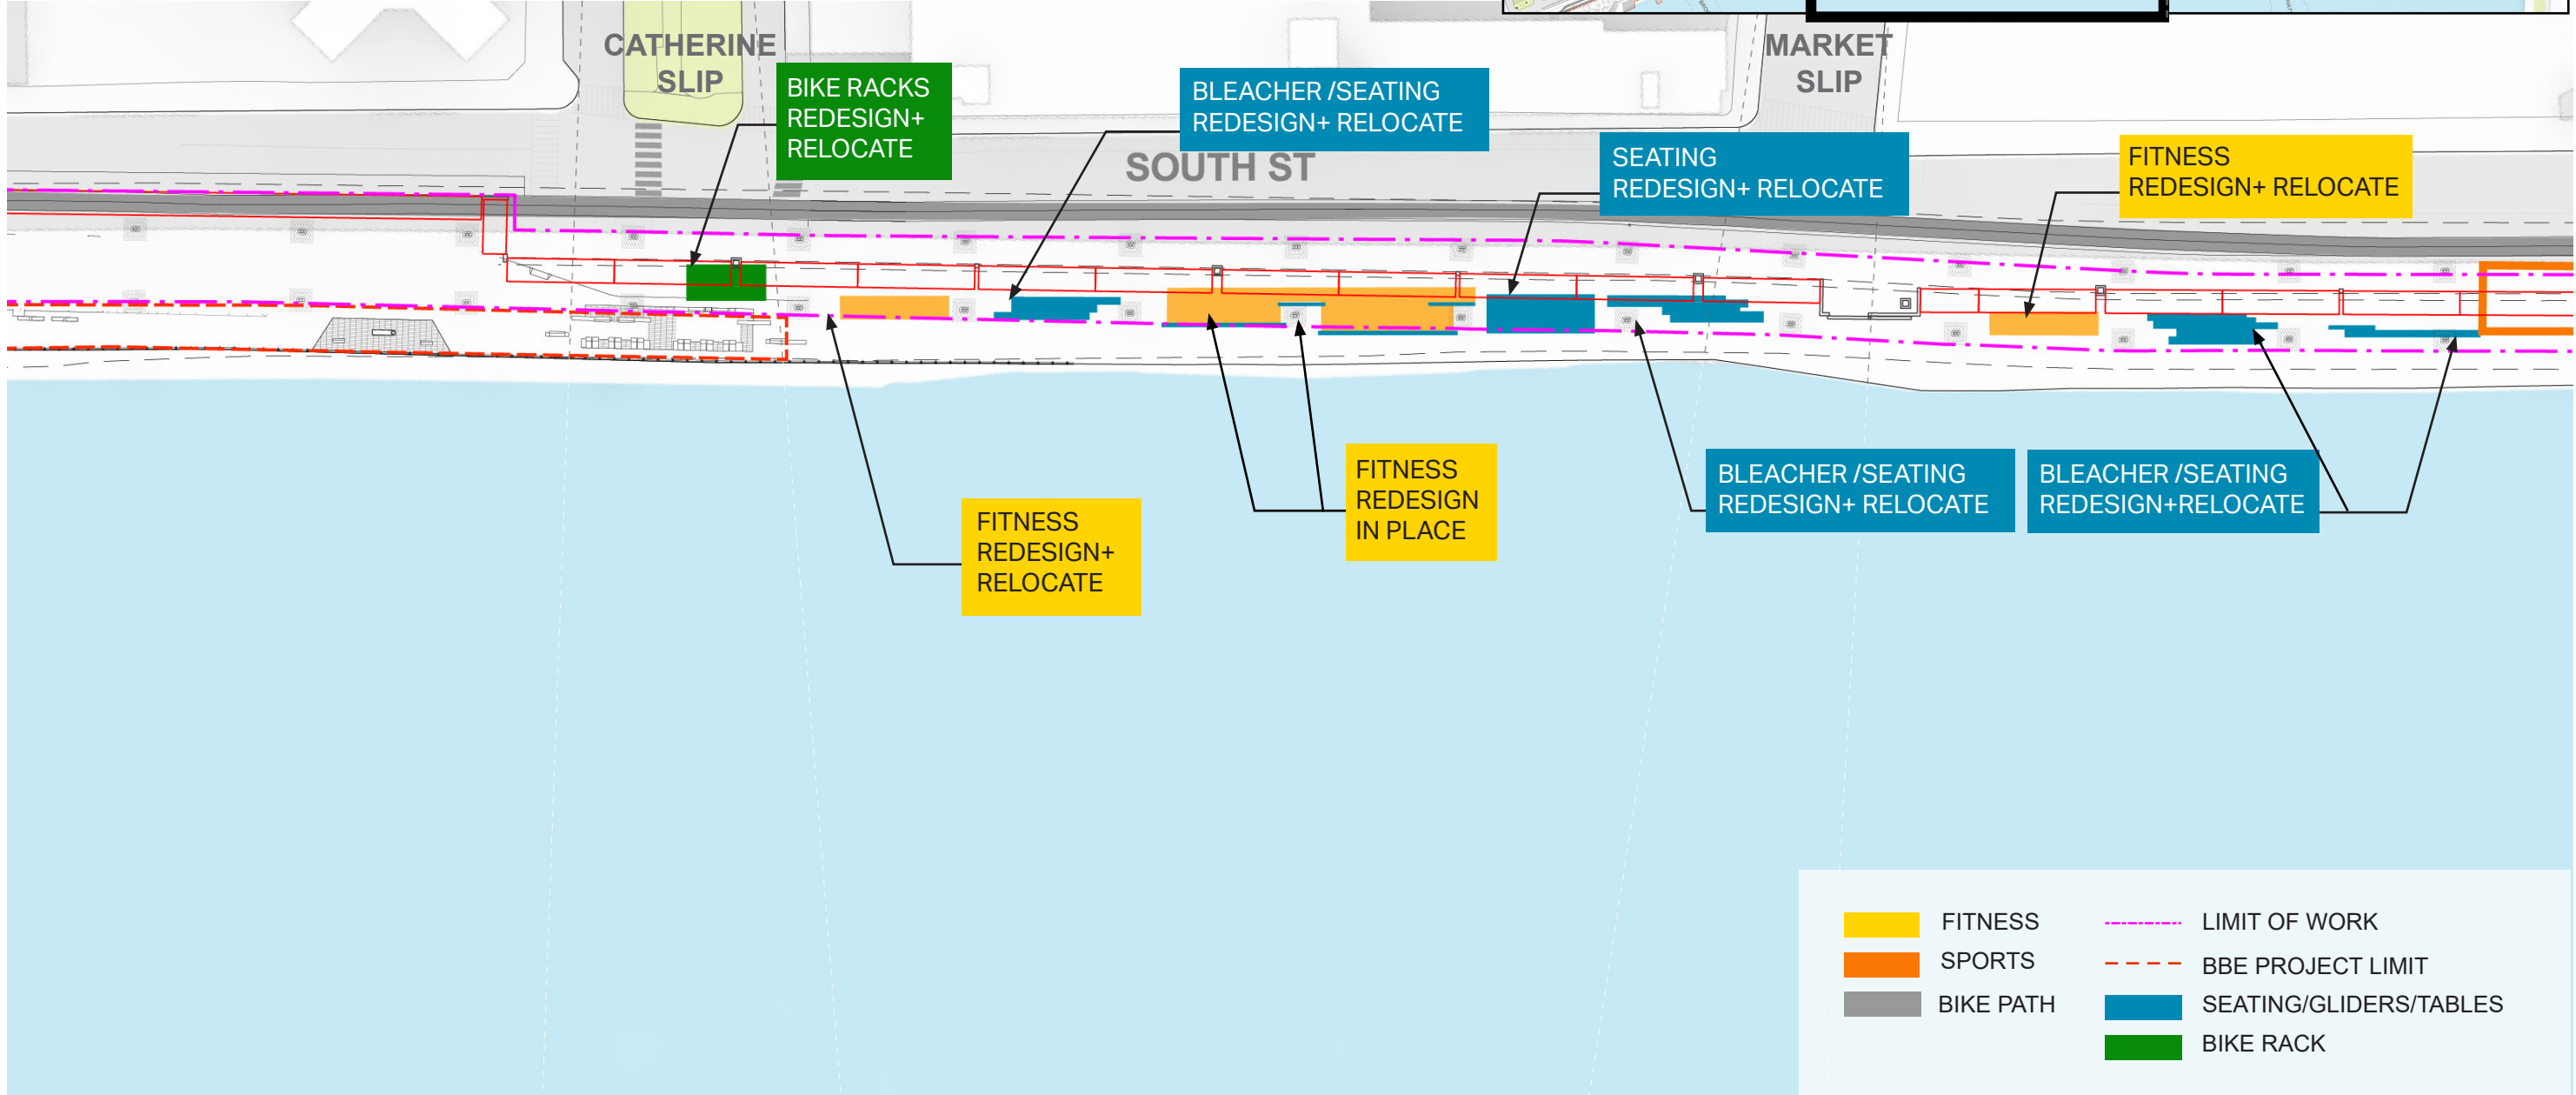 CATHERINE
SLIP
MARKET
SLIP
BIKE RACKS
REDESIGN+
RELOCATE
BLEACHER /SEATING
REDESIGN+ RELOCATE
SOUTH ST
SEATING
REDESIGN+ RELOCATE
FITNESS
REDESIGN+ RELOCATE
FITNESS
REDESIGN+
RELOCATE
FITNESS
REDESIGN
IN PLACE
BLEACHER /SEATING
REDESIGN+ RELOCATE
BLEACHER /SEATING
REDESIGN+RELOCATE
FITNESS
SPORTS
BIKE PATH
LIMIT OF WORK
BBE PROJECT LIMIT
SEATING/GLIDERS/TABLES
BIKE RACK